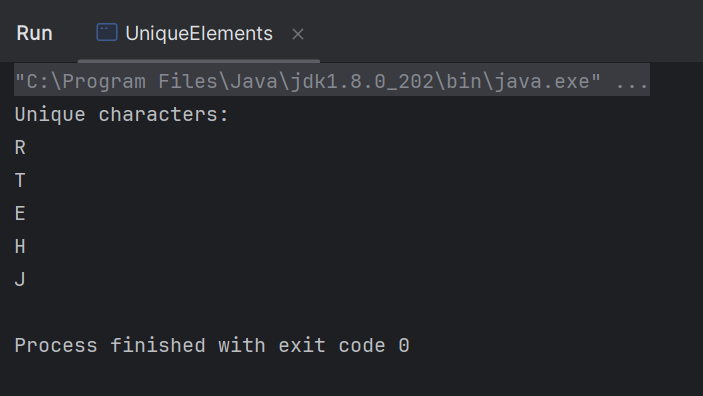 Run UniqueElements ×
"C:\Program Files\Java\jdk1.8.0_202\bin\java.exe" ...
Unique characters:
R
T
E
H
J
Process finished with exit code 0